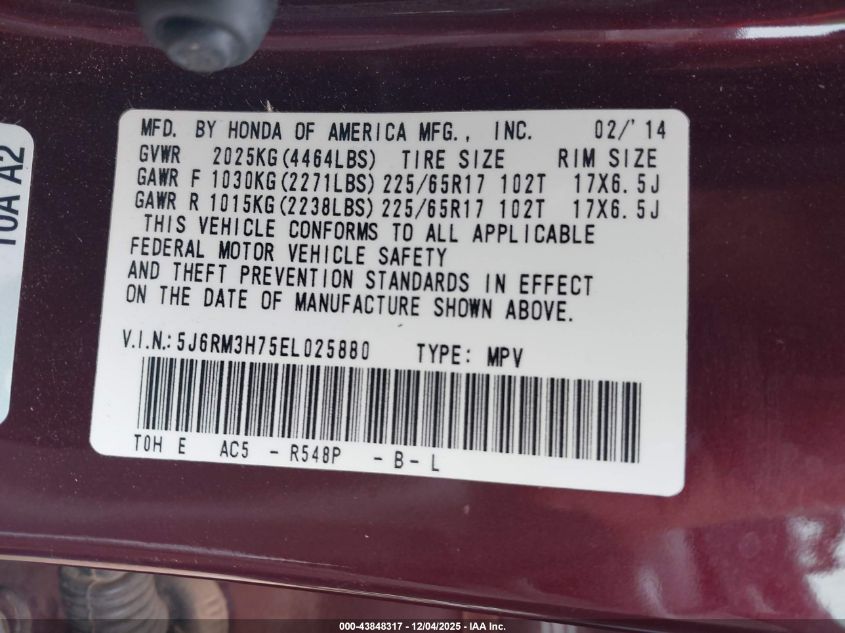 MFD. BY HONDA OF AMERICA MFG., INC. 02/'14
GVWR 2025KG(4464LBS) TIRE SIZE RIM SIZE
GAWR F 1030KG(2271LBS) 225/65R17 102T 17X6.5J
GAWR R 1015KG(2238LBS) 225/65R17 102T 17X6.5J
THIS VEHICLE CONFORMS TO ALL APPLICABLE
FEDERAL MOTOR VEHICLE SAFETY
AND THEFT PREVENTION STANDARDS IN EFFECT
ON THE DATE OF MANUFACTURE SHOWN ABOVE.
V.I.N.: 5J6RM3H75EL025880 TYPE: MPV
TOH E AC5 - R548P - B - L
10A A2
000-43848317 - 12/04/2025 - IAA Inc.